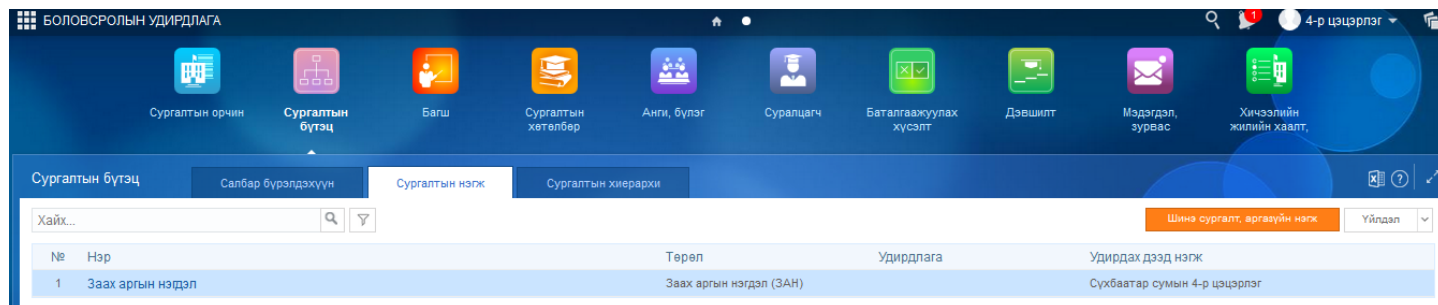 БОЛОВСРОЛЫН УДИРДЛАГА
1
4-р цэцэрлэг
Сургалтын орчин
Сургалтын бүтэц
Багш
Сургалтын хөтөлбөр
Анги, бүлэг
Суралцагч
Баталгаажуулах хүсэлт
Дэвшилт
Мэдэгдэл, зурвас
Хичээлийн жилийн хаалт,
Сургалтын бүтэц
Салбар бүрэлдэхүүн
Сургалтын нэгж
Сургалтын хиерархи
Хайх...
Шинэ сургалт, аргазүйн нэгж
Үйлдэл
№ Нэр Төрөл Удирдлага Удирдах дээд нэгж
1 Заах аргын нэгдэл Заах аргын нэгдэл (ЗАН) Сүхбаатар сумын 4-р цэцэрлэг